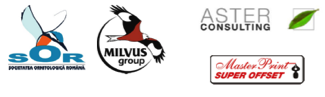 SOR
SOCIETATEA ORNITOLOGICĂ ROMÂNĂ
MILVUS
group
ASTER
CONSULTING
Master Print
SUPER OFFSET